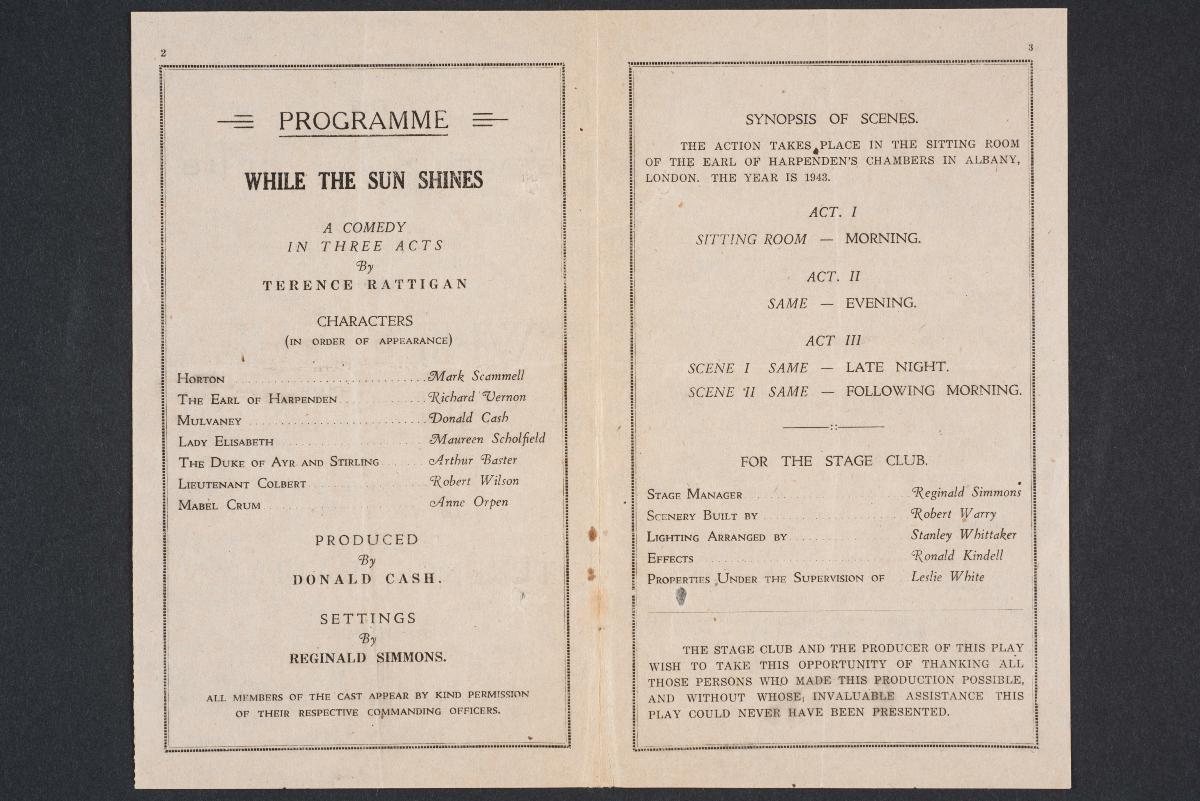 2
PROGRAMME
WHILE THE SUN SHINES
A COMEDY
IN THREE ACTS
By
TERENCE RATTIGAN
CHARACTERS
(IN ORDER OF APPEARANCE)
HORTON ........ Mark Scammell
THE EARL OF HARPENDEN ........ Richard Vernon
MULVANEY ........ Donald Cash
LADY ELISABETH ........ Maureen Scholfield
THE DUKE OF AYR AND STIRLING ........ Arthur Baster
LIEUTENANT COLBERT ........ Robert Wilson
MABEL CRUM ........ Anne Orpen
PRODUCED
By
DONALD CASH.
SETTINGS
By
REGINALD SIMMONS.
ALL MEMBERS OF THE CAST APPEAR BY KIND PERMISSION
OF THEIR RESPECTIVE COMMANDING OFFICERS.
3
SYNOPSIS OF SCENES.
THE ACTION TAKES PLACE IN THE SITTING ROOM
OF THE EARL OF HARPENDEN'S CHAMBERS IN ALBANY,
LONDON. THE YEAR IS 1943.
ACT. I
SITTING ROOM — MORNING.
ACT. II
SAME — EVENING.
ACT III
SCENE I SAME — LATE NIGHT.
SCENE II SAME — FOLLOWING MORNING.
FOR THE STAGE CLUB.
STAGE MANAGER ........ Reginald Simmons
SCENERY BUILT BY ........ Robert Warry
LIGHTING ARRANGED BY ........ Stanley Whittaker
EFFECTS ........ Ronald Kindell
PROPERTIES UNDER THE SUPERVISION OF Leslie White
THE STAGE CLUB AND THE PRODUCER OF THIS PLAY
WISH TO TAKE THIS OPPORTUNITY OF THANKING ALL
THOSE PERSONS WHO MADE THIS PRODUCTION POSSIBLE,
AND WITHOUT WHOSE INVALUABLE ASSISTANCE THIS
PLAY COULD NEVER HAVE BEEN PRESENTED.